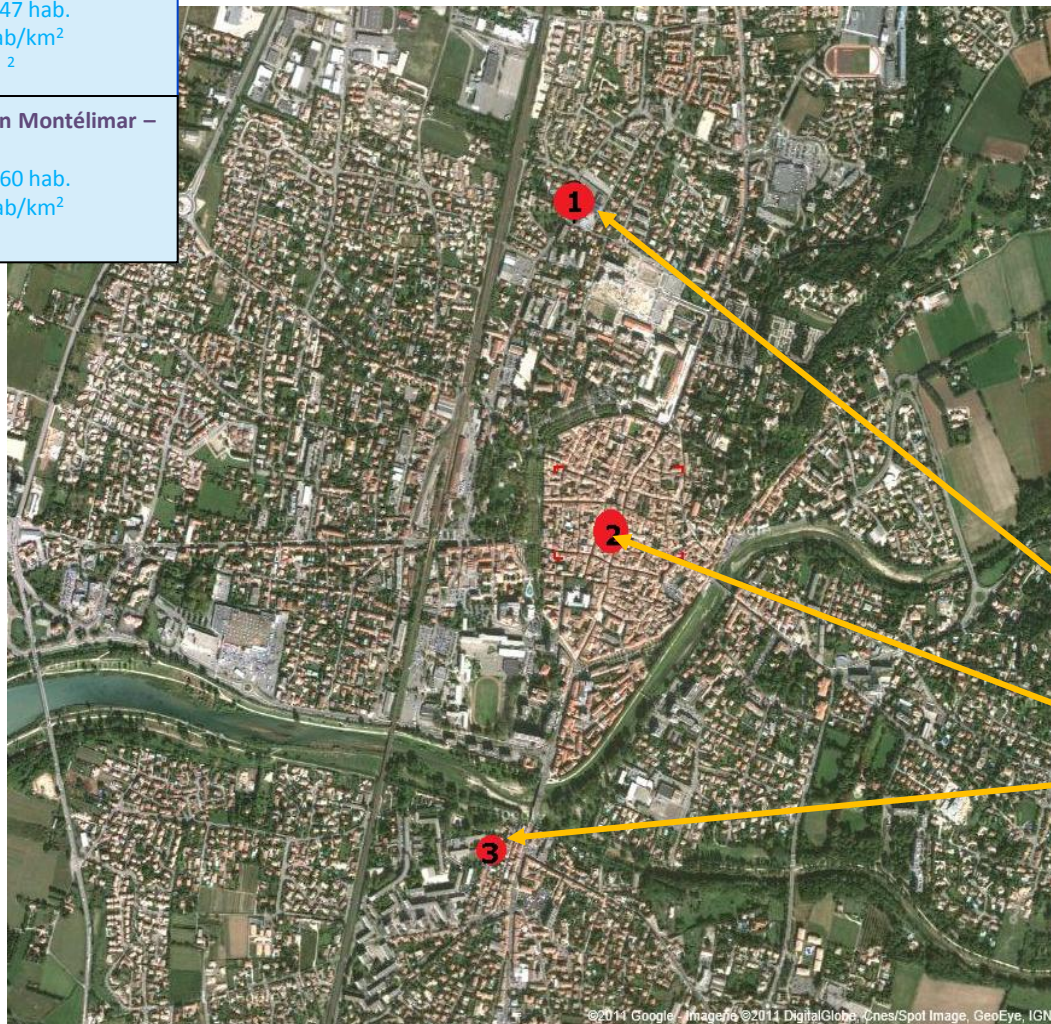 47 hab.
ab/km²
2
n Montélimar –
60 hab.
ab/km²
1
2
3
©2011 Google - Imagerie ©2011 DigitalGlobe, Cnes/Spot Image, GeoEye, IGN